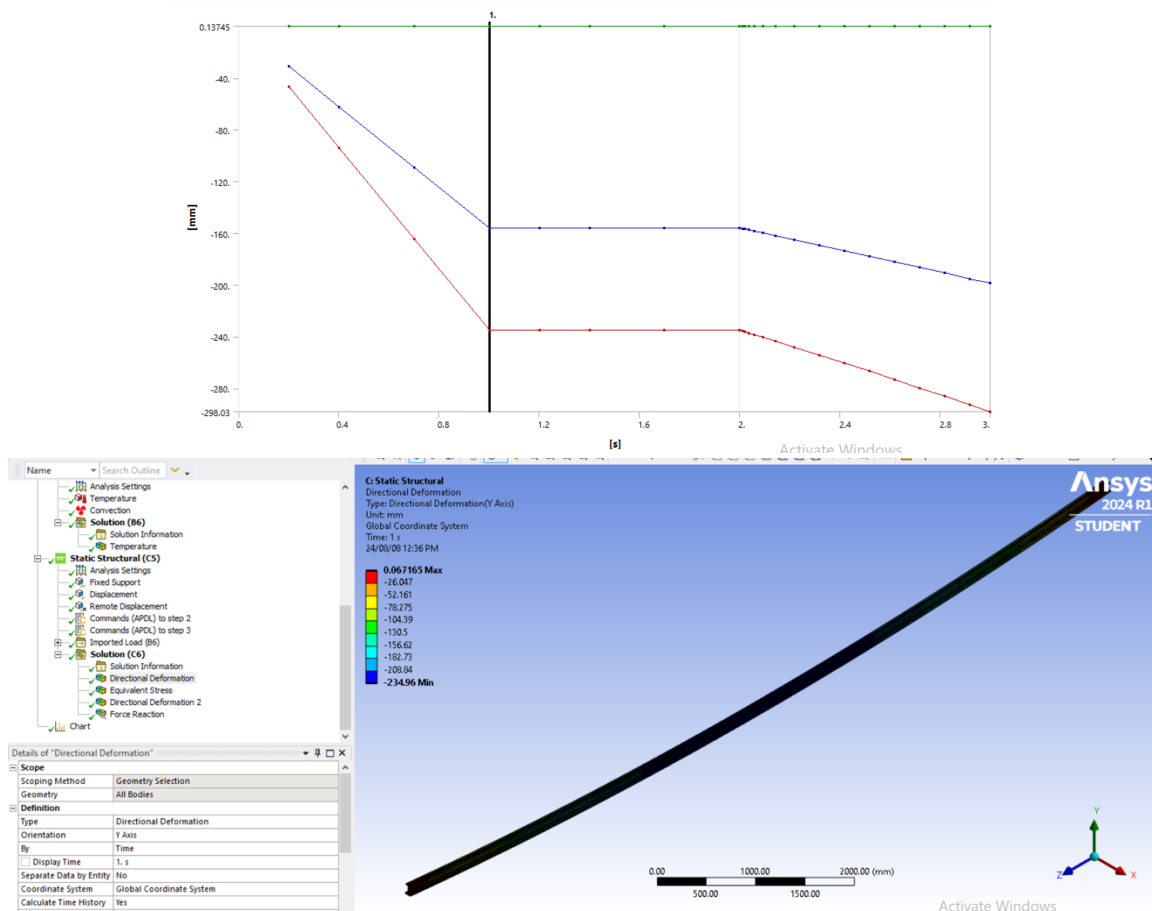 1.
0.13745
-40.
-80.
-120.
-160.
-200.
-240.
-280.
-298.03
[mm]
0.
0.4
0.8
1.2
1.6
2.
2.4
2.8
3.
[s]
Activate Windows
Name
Search Outline
Analysis Settings
Temperature
Convection
Solution (B6)
Solution Information
Temperature
Static Structural (C5)
Analysis Settings
Fixed Support
Displacement
Remote Displacement
Commands (APDL) to step 2
Commands (APDL) to step 3
Imported Load (B6)
Solution (C6)
Solution Information
Directional Deformation
Equivalent Stress
Directional Deformation 2
Force Reaction
Chart
Details of "Directional Deformation"
Scope
Scoping Method Geometry Selection
Geometry All Bodies
Definition
Type Directional Deformation
Orientation Y Axis
By Time
Display Time 1. s
Separate Data by Entity No
Coordinate System Global Coordinate System
Calculate Time History Yes
C: Static Structural
Directional Deformation
Type: Directional Deformation(Y Axis)
Unit: mm
Global Coordinate System
Time: 1 s
24/08/08 12:36 PM
0.067165 Max
-26.047
-52.161
-78.275
-104.39
-130.5
-156.62
-182.73
-208.84
-234.96 Min
Ansys
2024 R1
STUDENT
0.00 1000.00 2000.00 (mm)
500.00 1500.00
Y
Z
X
Activate Windows